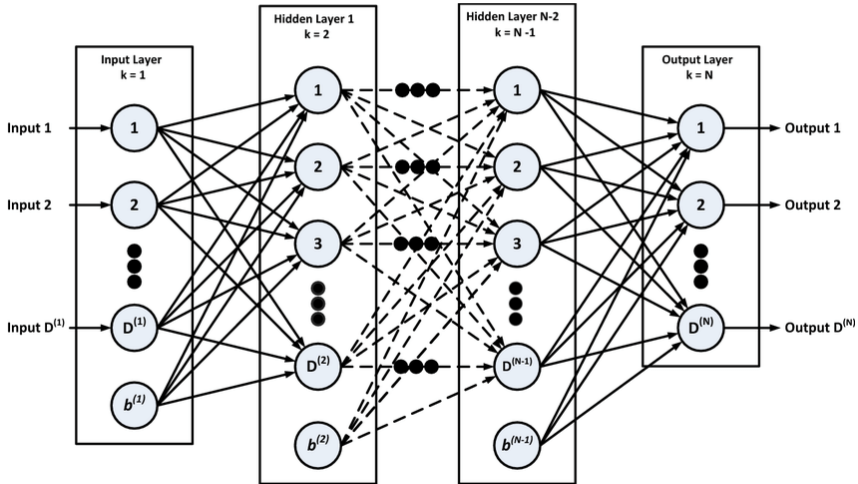 Input Layer
k = 1
Hidden Layer 1
k = 2
Hidden Layer N-2
k = N -1
Output Layer
k = N
Input 1
Input 2
Input D⁽¹⁾
1
2
D⁽¹⁾
b⁽¹⁾
1
2
3
D⁽²⁾
b⁽²⁾
1
2
3
D⁽ᴺ⁻¹⁾
b⁽ᴺ⁻¹⁾
1
2
D⁽ᴺ⁾
Output 1
Output 2
Output D⁽ᴺ⁾